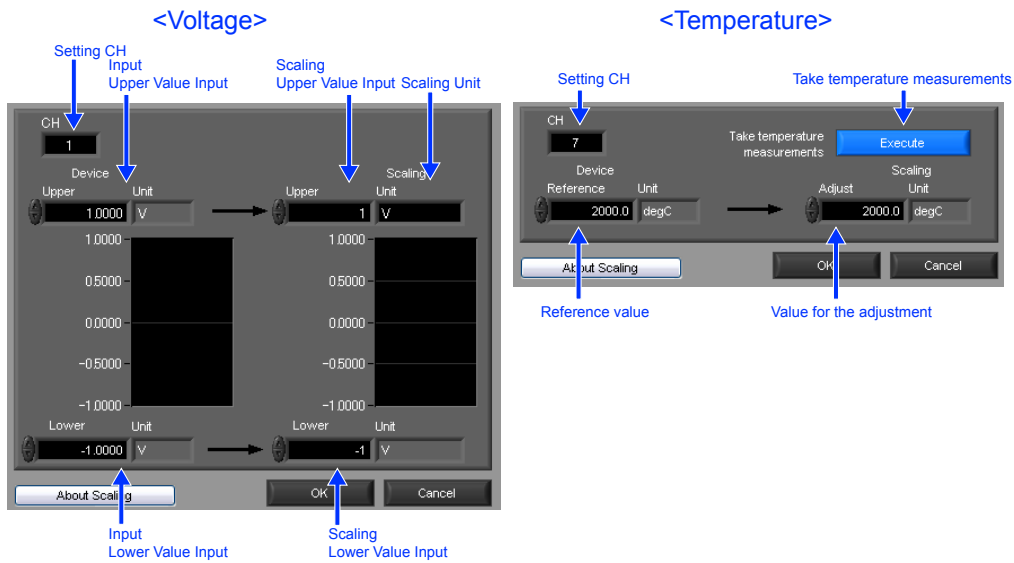 <Voltage>
Setting CH
Input
Upper Value Input
Scaling
Upper Value Input
Scaling Unit
CH
1
Device
Scaling
Upper
Unit
Upper
Unit
1.0000
V
1
V
1.0000
0.5000
0.0000
-0.5000
-1.0000
1.0000
0.5000
0.0000
-0.5000
-1.0000
Lower
Unit
Lower
Unit
-1.0000
V
-1
V
About Scaling
OK
Cancel
Input
Lower Value Input
Scaling
Lower Value Input
<Temperature>
Setting CH
Take temperature measurements
CH
7
Take temperature
measurements
Execute
Device
Scaling
Reference
Unit
Adjust
Unit
2000.0
degC
2000.0
degC
About Scaling
OK
Cancel
Reference value
Value for the adjustment